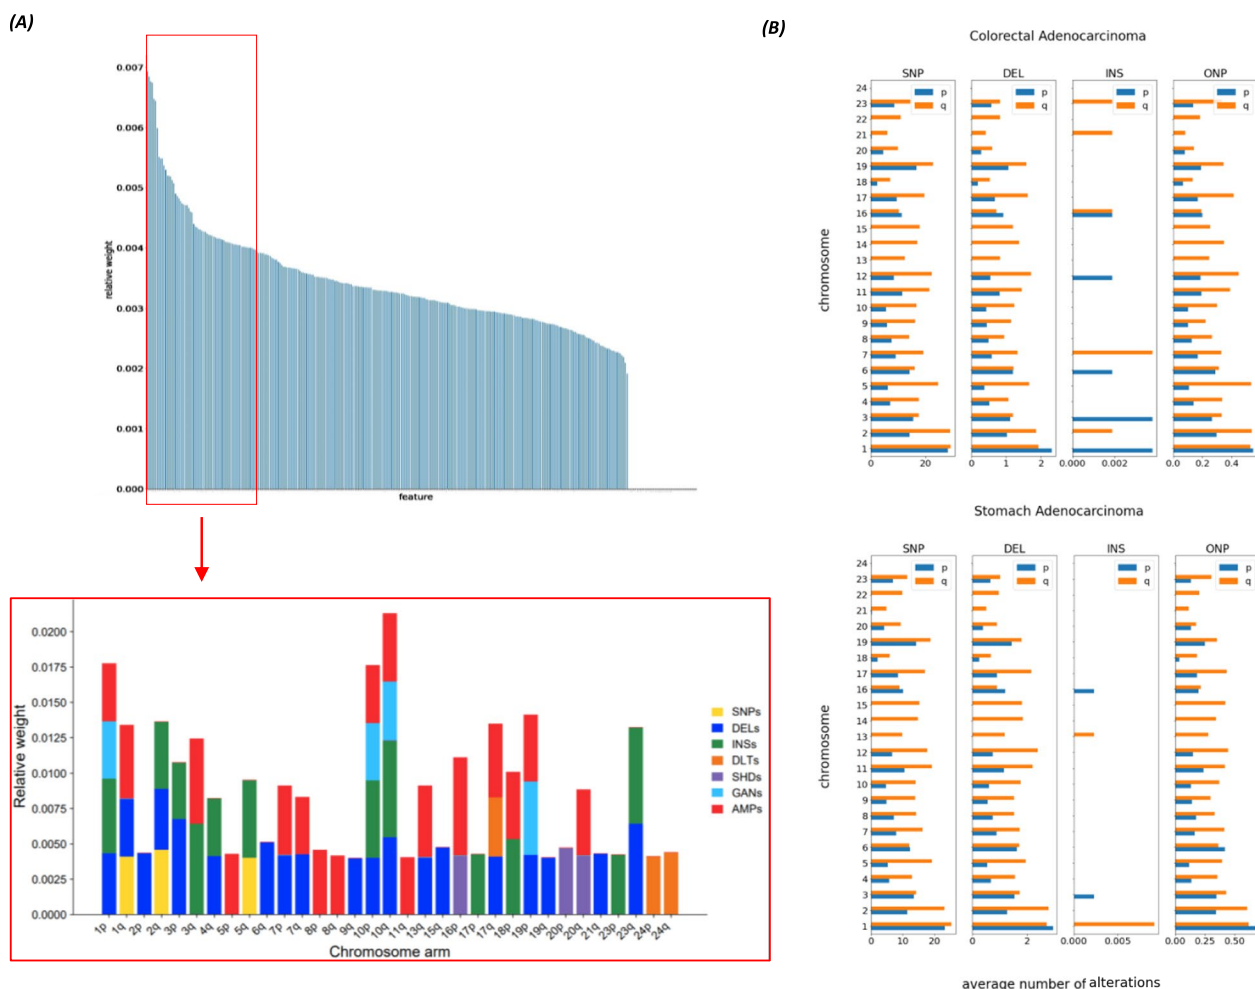 (A)
0.007
0.006
0.005
0.004
0.003
0.002
0.001
0.000
relative weight
feature
0.0200
0.0175
0.0150
0.0125
0.0100
0.0075
0.0050
0.0025
0.0000
Relative weight
SNPs
DELs
INSs
DLTs
SHDs
GANs
AMPs
1p 1q 2p 2q 3p 3q 4q 5p 5q 6q 7p 7q 8p 8q 9q 10p 10q 11q 13q 15q 16p 17p 17q 18p 19p 19q 20p 20q 21q 23p 23q 24p 24q
Chromosome arm
(B)
Colorectal Adenocarcinoma
SNP DEL INS ONP
p p p p
q q q q
24
23
22
21
20
19
18
17
16
15
14
13
12
11
10
9
8
7
6
5
4
3
2
1
chromosome
0 20 0 1 2 0.000 0.002 0.0 0.2 0.4
Stomach Adenocarcinoma
SNP DEL INS ONP
p p p p
q q q q
24
23
22
21
20
19
18
17
16
15
14
13
12
11
10
9
8
7
6
5
4
3
2
1
chromosome
0 10 20 0 2 0.000 0.005 0.00 0.25 0.50
average number of alterations